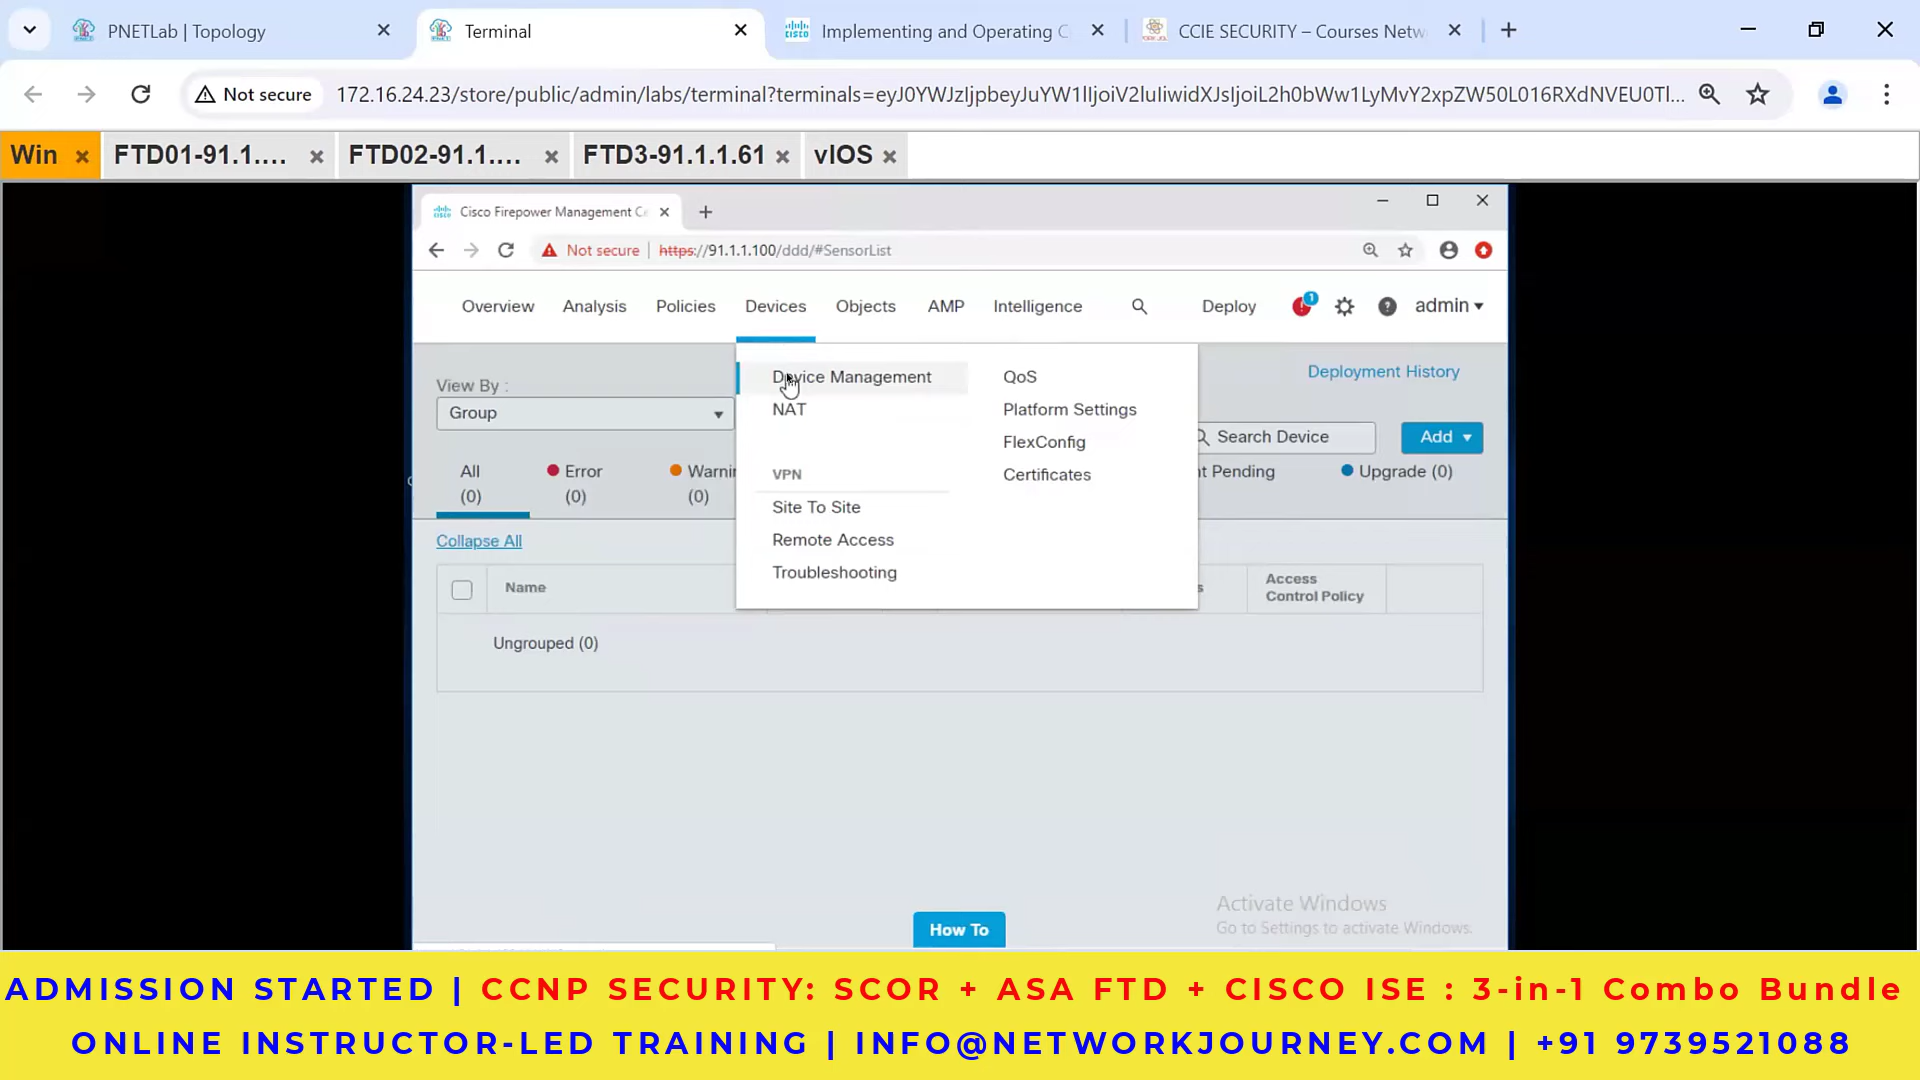 PNETLab | Topology
Terminal
Implementing and Operating C
CCIE SECURITY – Courses Netw
Not secure
172.16.24.23/store/public/admin/labs/terminal?terminals=
Win
FTD01-91.1....
FTD02-91.1....
FTD3-91.1.1.61
vIOS
Cisco Firepower Management Ce
Not secure
https://91.1.1.100/ddd/#SensorList
Overview
Analysis
Policies
Devices
Objects
AMP
Intelligence
Deploy
1
admin
Device Management
NAT
VPN
Site To Site
Remote Access
Troubleshooting
QoS
Platform Settings
FlexConfig
Certificates
Deployment History
View By :
Group
Search Device
Add
All
(0)
Error
(0)
Warnin
(0)
t Pending
Upgrade (0)
Collapse All
Name
s
Access
Control Policy
Ungrouped (0)
Activate Windows
Go to Settings to activate Windows.
How To
ADMISSION STARTED | CCNP SECURITY: SCOR + ASA FTD + CISCO ISE : 3-in-1 Combo Bundle
ONLINE INSTRUCTOR-LED TRAINING | INFO@NETWORKJOURNEY.COM | +91 9739521088